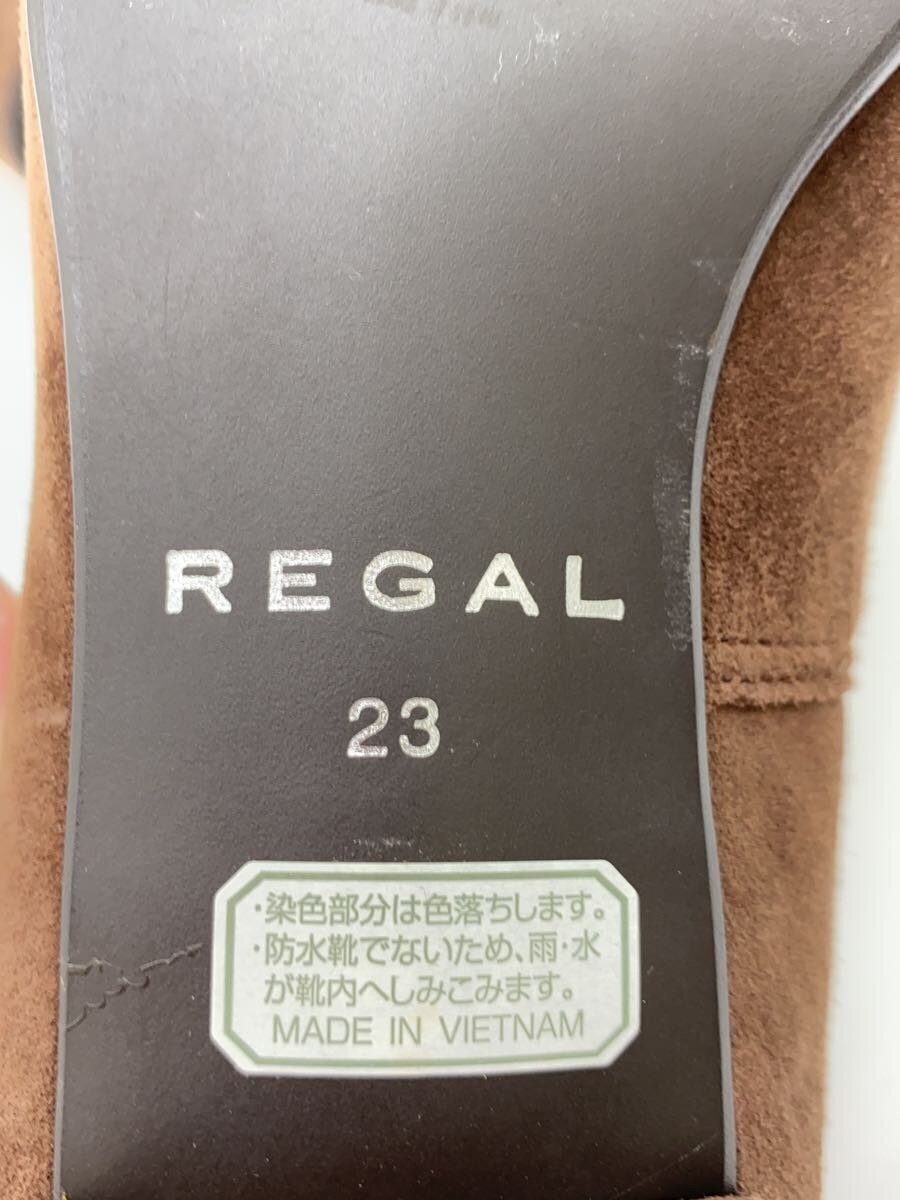 REGAL
23
・染色部分は色落ちします。
・防水靴でないため、雨・水
が靴内へしみこみます。
MADE IN VIETNAM